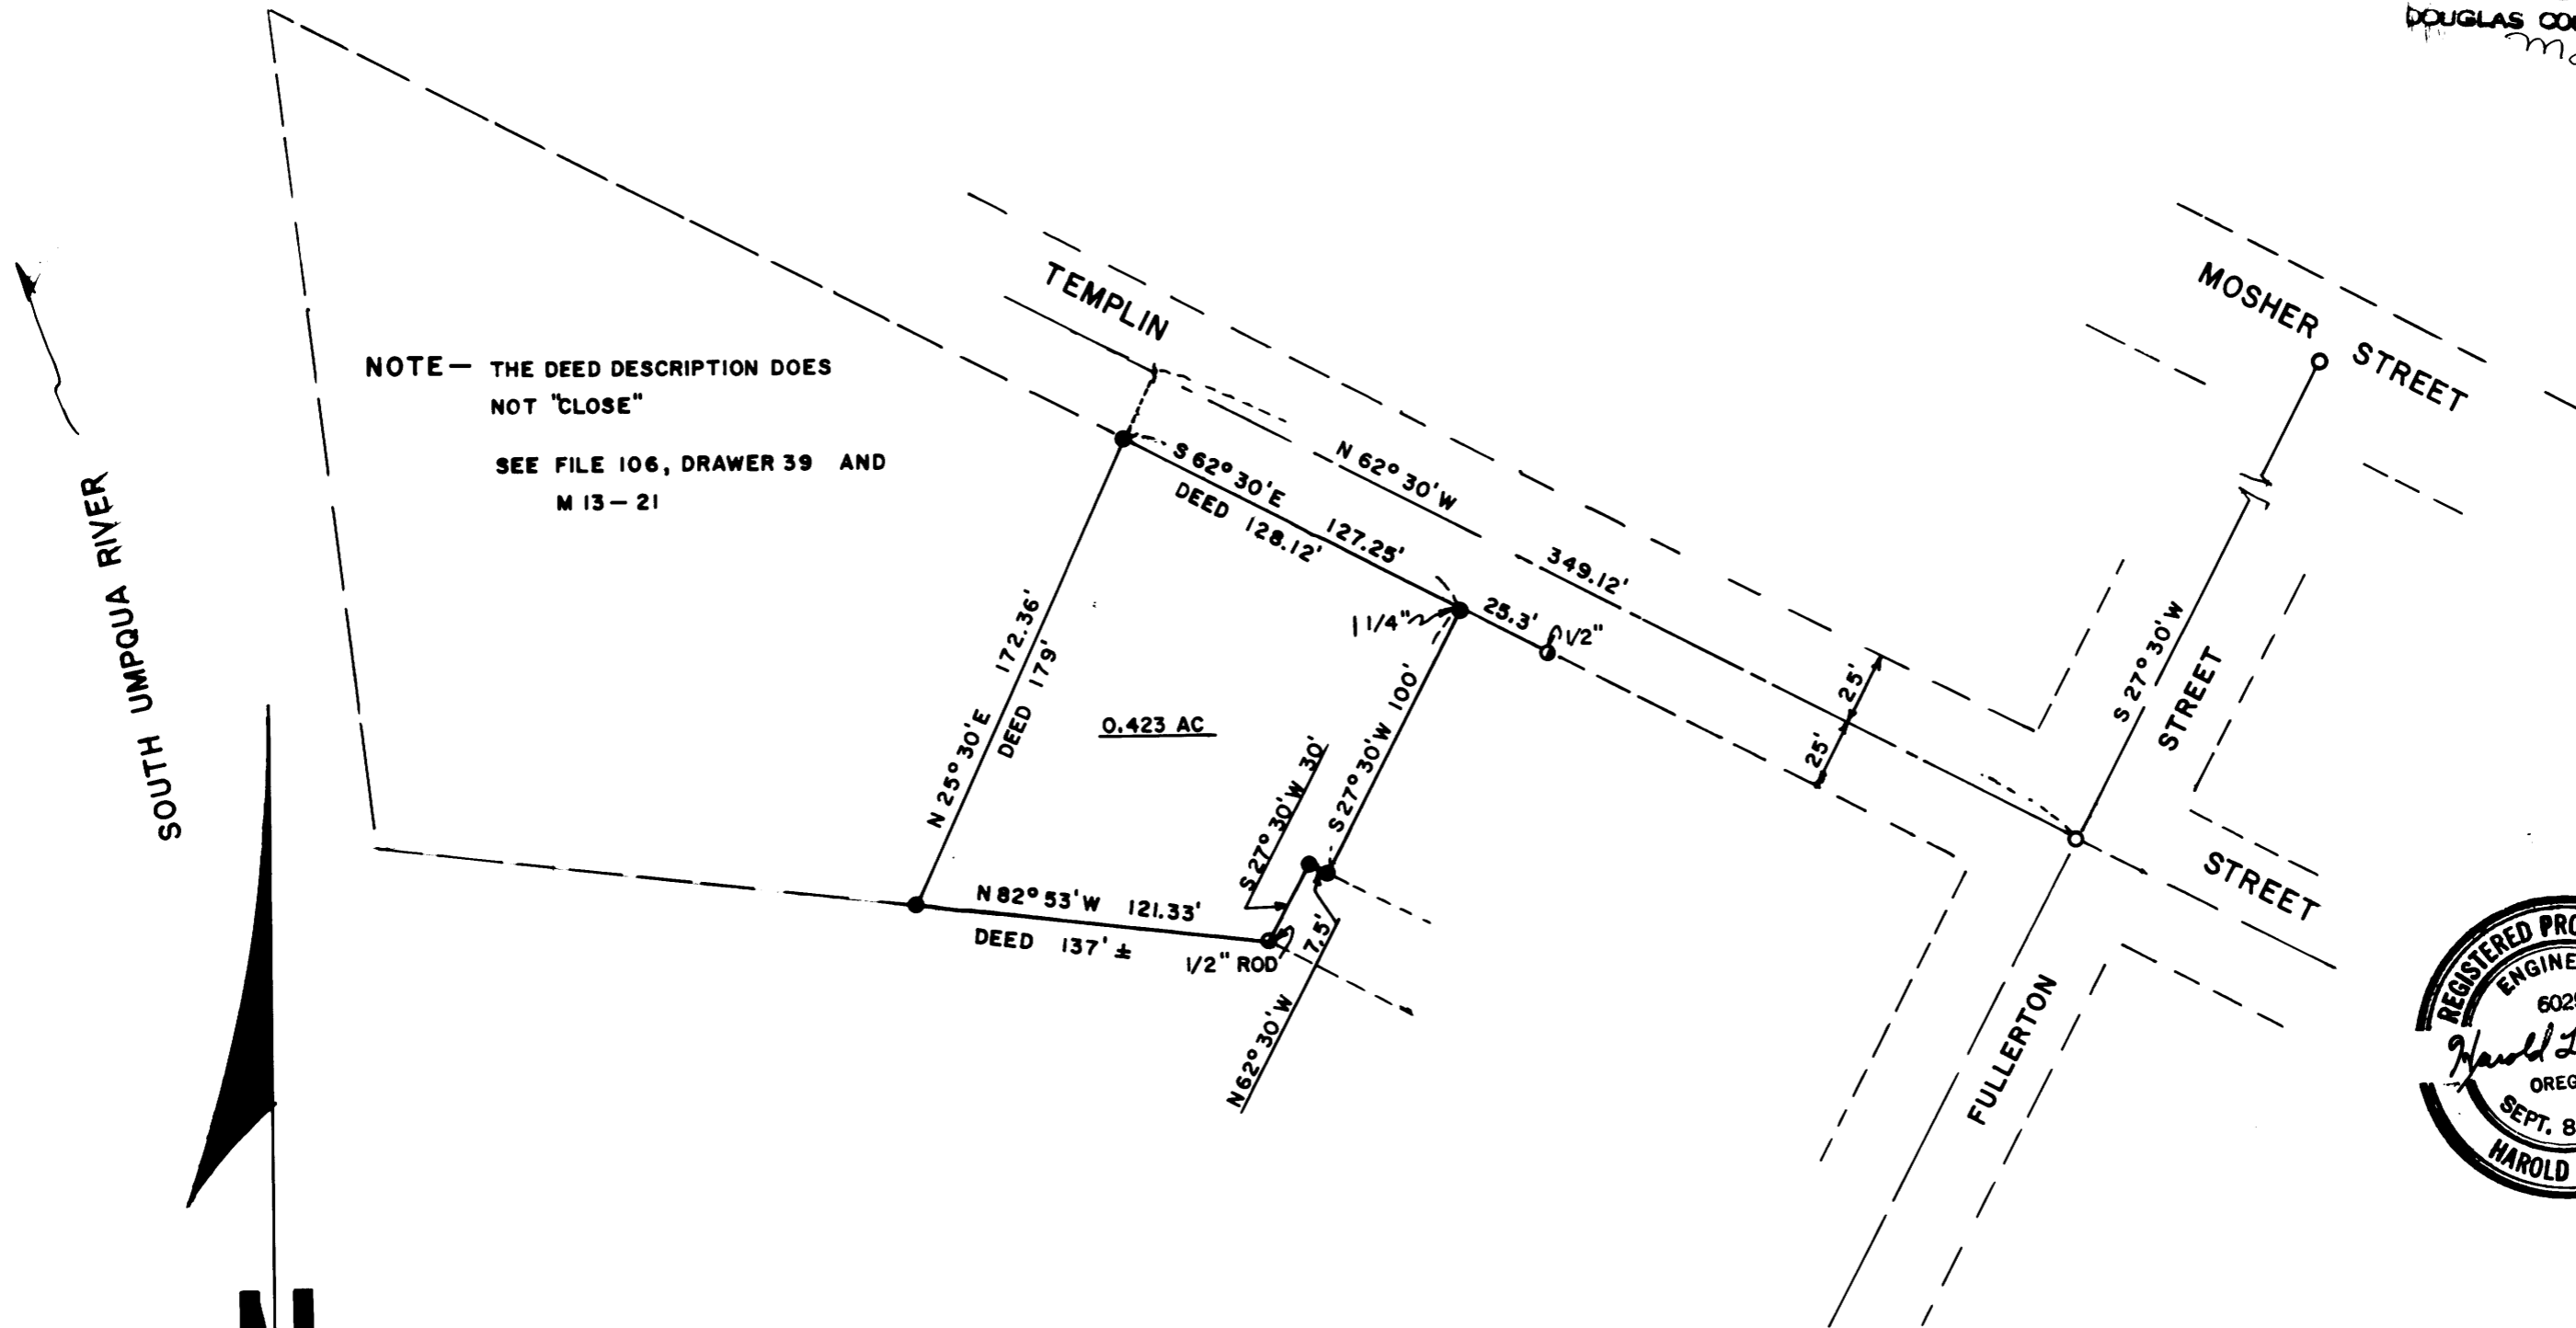 DOUGLAS
NOTE— THE DEED DESCRIPTION DOES
NOT "CLOSE"
SEE FILE 106, DRAWER 39 AND
M 13-21
SOUTH UMPQUA RIVER
TEMPLIN
STREET
MOSHER
STREET
FULLERTON
STREET
N 62°30'W
349.12'
S 62°30'E 127.25'
DEED 128.12'
1 1/4"
25.3'
1/2"
25'
25'
S 27°30'W
N 25°30'E 172.36'
DEED 179'
0.423 AC
S 27°30'W 100'
S 27°30'W 30'
N 62°30'W 7.5'
N 82°53'W 121.33'
DEED 137' ±
1/2" ROD
REGISTERED
OREG
SEPT. 8
HAROLD
Harold
N